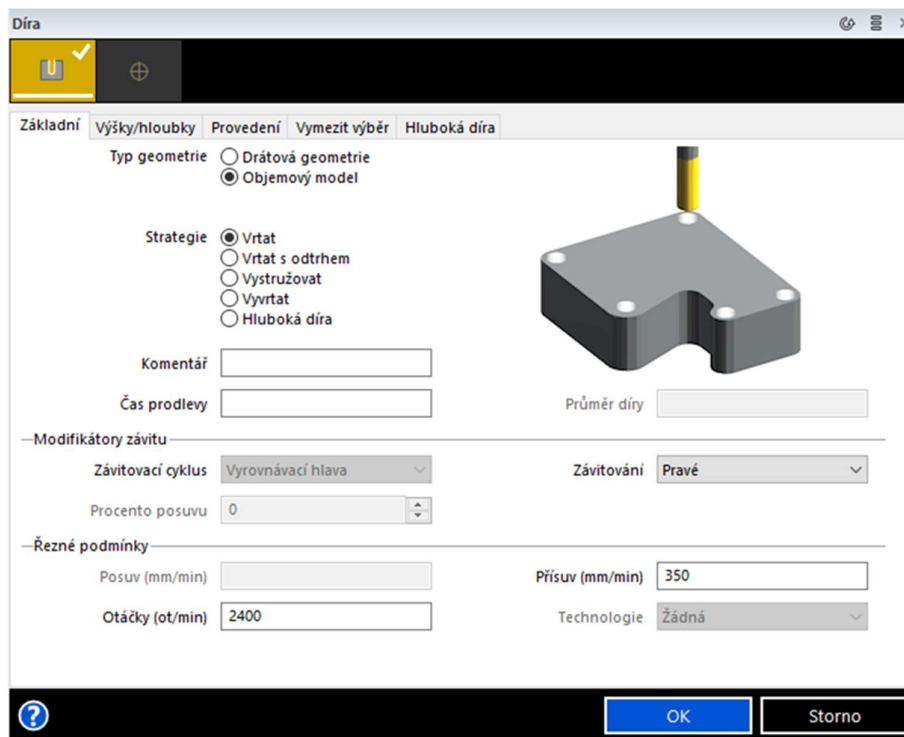 Díra
Základní Výšky/hloubky Provedení Vymezit výběr Hluboká díra
Typ geometrie Drátová geometrie
Objemový model
Strategie Vrtat
Vrtat s odtrhem
Vystružovat
Vyvrtat
Hluboká díra
Komentář
Čas prodlevy Průměr díry
Modifikátory závitu
Závitovací cyklus Vyrovnávací hlava Závitování Pravé
Procento posuvu 0
Řezné podmínky
Posuv (mm/min) Přísuv (mm/min) 350
Otáčky (ot/min) 2400 Technologie Žádná
? OK Storno